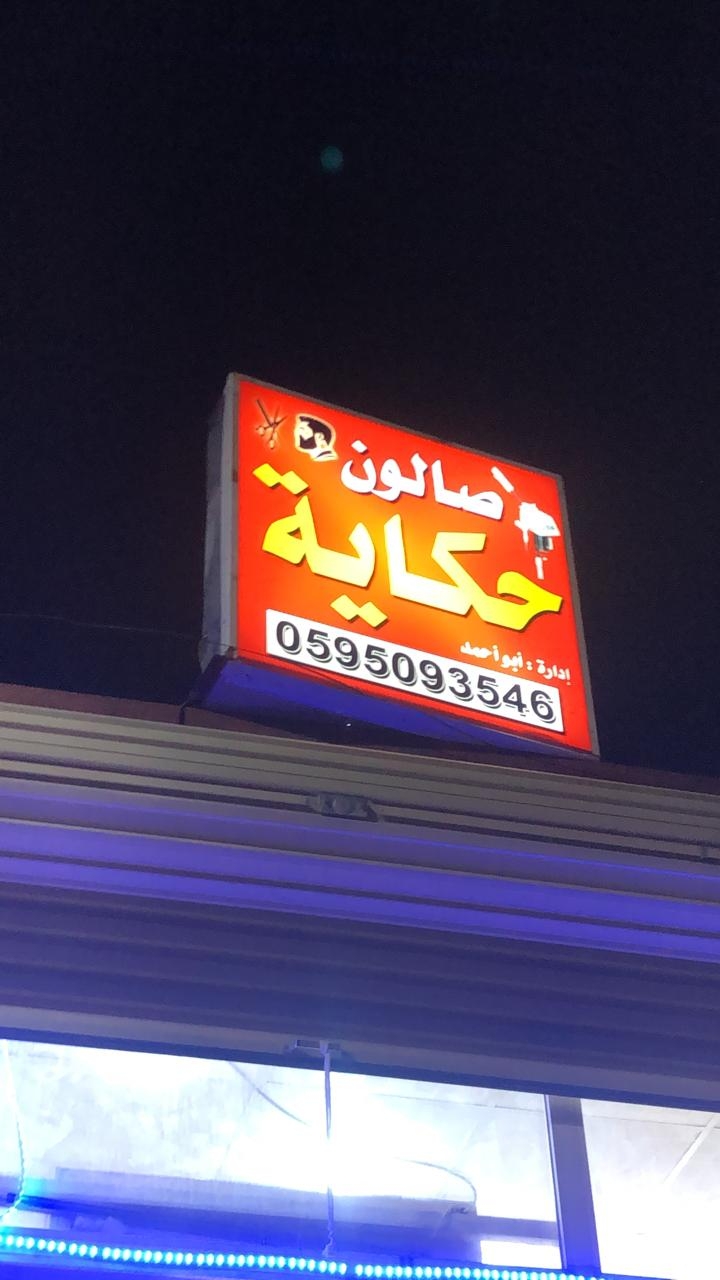 صالون
حكاية
إدارة : أبو أحمد
0595093546